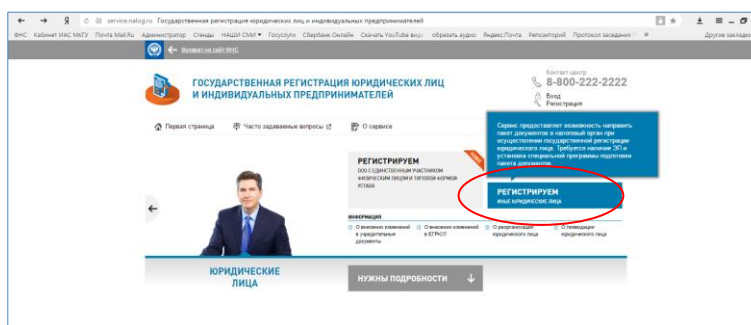 service.nalog.ru Государственная регистрация юридических лиц и индивидуальных предпринимателей
ФНС Кабинет ИАС МКГУ Почта Mail.Ru Администратор Стенды НАШИ СМИ Госуслуги Сбербанк Онлайн Скачать YouTube обрезать аудио Яндекс.Почта Репозиторий Протокол заседания Другие закладки
Возврат на сайт ФНС
ГОСУДАРСТВЕННАЯ РЕГИСТРАЦИЯ ЮРИДИЧЕСКИХ ЛИЦ
И ИНДИВИДУАЛЬНЫХ ПРЕДПРИНИМАТЕЛЕЙ
Контакт-центр
8-800-222-2222
Вход
Регистрация
Первая страница Часто задаваемые вопросы О сервисе
Сервис предоставляет возможность направить
пакет документов в налоговый орган при
осуществлении государственной регистрации
юридического лица. Требуется наличие ЭП и
установка специальной программы подготовки
пакета документов.
РЕГИСТРИРУЕМ
ООО С ЕДИНСТВЕННЫМ УЧАСТНИКОМ
ФИЗИЧЕСКИМ ЛИЦОМ И ТИПОВОЙ ФОРМОЙ
УСТАВА
РЕГИСТРИРУЕМ
ИНЫЕ ЮРИДИЧЕСКИЕ ЛИЦА
ИНФОРМАЦИЯ
О внесении изменений в учредительные документы
О внесении изменений в ЕГРЮЛ
О реорганизации юридического лица
О ликвидации юридического лица
ЮРИДИЧЕСКИЕ
ЛИЦА
НУЖНЫ ПОДРОБНОСТИ